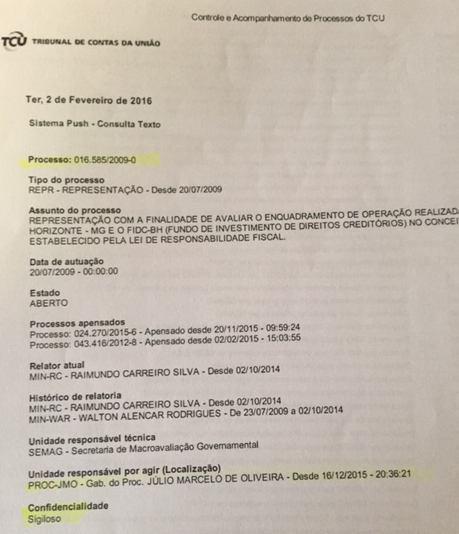 Controle e Acompanhamento de Processos do TCU
TCU TRIBUNAL DE CONTAS DA UNIÃO
Ter, 2 de Fevereiro de 2016
Sistema Push - Consulta Texto
Processo: 016.585/2009-0
Tipo do processo
REPR - REPRESENTAÇÃO - Desde 20/07/2009
Assunto do processo
REPRESENTAÇÃO COM A FINALIDADE DE AVALIAR O ENQUADRAMENTO DE OPERAÇÃO REALIZAD
HORIZONTE - MG E O FIDC-BH (FUNDO DE INVESTIMENTO DE DIREITOS CREDITÓRIOS) NO CONCEI
ESTABELECIDO PELA LEI DE RESPONSABILIDADE FISCAL.
Data de autuação
20/07/2009 - 00:00:00
Estado
ABERTO
Processos apensados
Processo: 024.270/2015-6 - Apensado desde 20/11/2015 - 09:59:24
Processo: 043.416/2012-8 - Apensado desde 02/02/2015 - 15:03:55
Relator atual
MIN-RC - RAIMUNDO CARREIRO SILVA - Desde 02/10/2014
Histórico de relatoria
MIN-RC - RAIMUNDO CARREIRO SILVA - Desde 02/10/2014
MIN-WAR - WALTON ALENCAR RODRIGUES - De 23/07/2009 a 02/10/2014
Unidade responsável técnica
SEMAG - Secretaria de Macroavaliação Governamental
Unidade responsável por agir (Localização)
PROC-JMO - Gab. do Proc. JÚLIO MARCELO DE OLIVEIRA - Desde 16/12/2015 - 20:36:21
Confidencialidade
Sigiloso